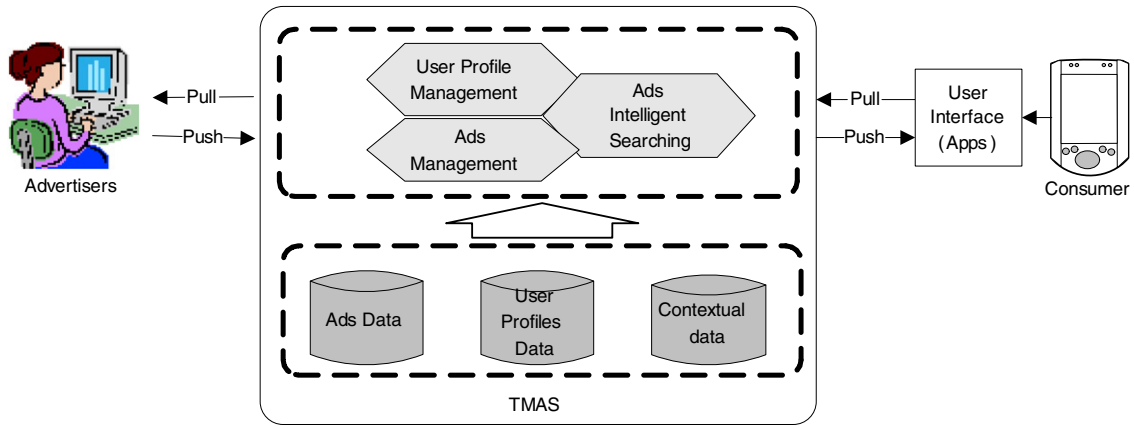 User Profile
Management
Ads
Management
Ads
Intelligent
Searching
Pull
Push
Advertisers
Pull
Push
User
Interface
(Apps)
Consumer
Ads Data
User
Profiles
Data
Contextual
data
TMAS